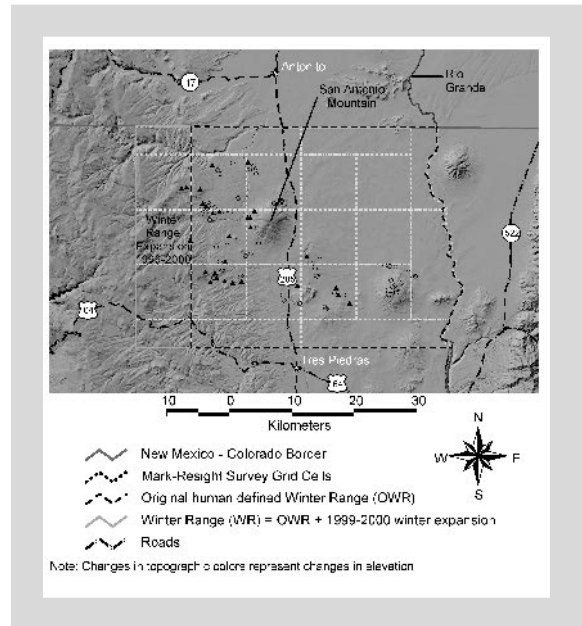 Antonito
17
Rio
Grande
San Antonio
Mountain
Winter
Range
Expansion
522
285
64
Tres Piedras
64
10 0 10 20 30
Kilometers
N
W E
S
New Mexico - Colorado Border
Mark-Resight Survey Grid Cells
Original human defined Winter Range (OWR)
Winter Range (WR) = OWR + 1999-2000 winter expansion
Roads
Note: Changes in topographic colors represent changes in elevation